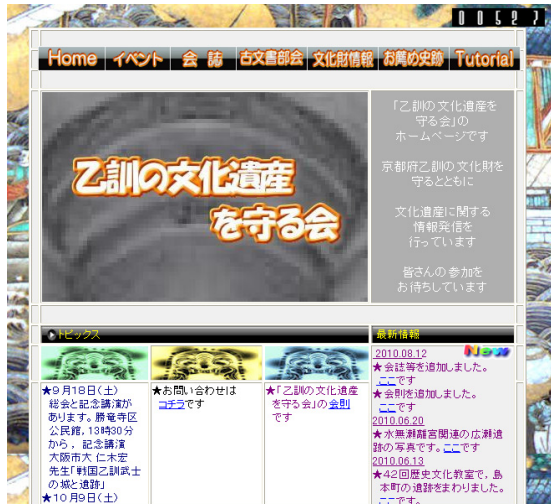 00527
Home イベント 会誌 古文書部会 文化財情報 お薦め史跡 Tutorial
乙訓の文化遺産
を守る会
「乙訓の文化遺産を
守る会」の
ホームページです
京都府乙訓の文化財を
守るとともに
文化遺産に関する
情報発信を
行っています
皆さんの参加を
お待ちしています
トピックス
★9月18日(土)
総会と記念講演が
あります。勝竜寺区
公民館，13時30分
から，記念講演
大阪市大 仁木宏
先生「戦国乙訓武士
の城と遺跡」
★10月9日(土)
★お問い合わせは
コチラです
★「乙訓の文化遺産
を守る会」の会則
です
最新情報
2010.08.12 New
★会誌等を追加しました。
ここです
★会則を追加しました。
ここです
2010.06.20
★水無瀬離宮関連の広瀬遺
跡の写真です。ここです
2010.06.13
★42回歴史文化教室で，島
本町の遺跡をまわりました。
ここです。